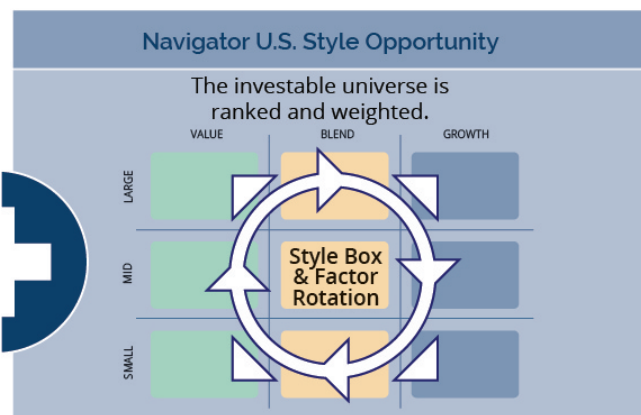 Navigator U.S. Style Opportunity
The investable universe is
ranked and weighted.
VALUE BLEND GROWTH
LARGE
MID
Style Box
& Factor
Rotation
SMALL